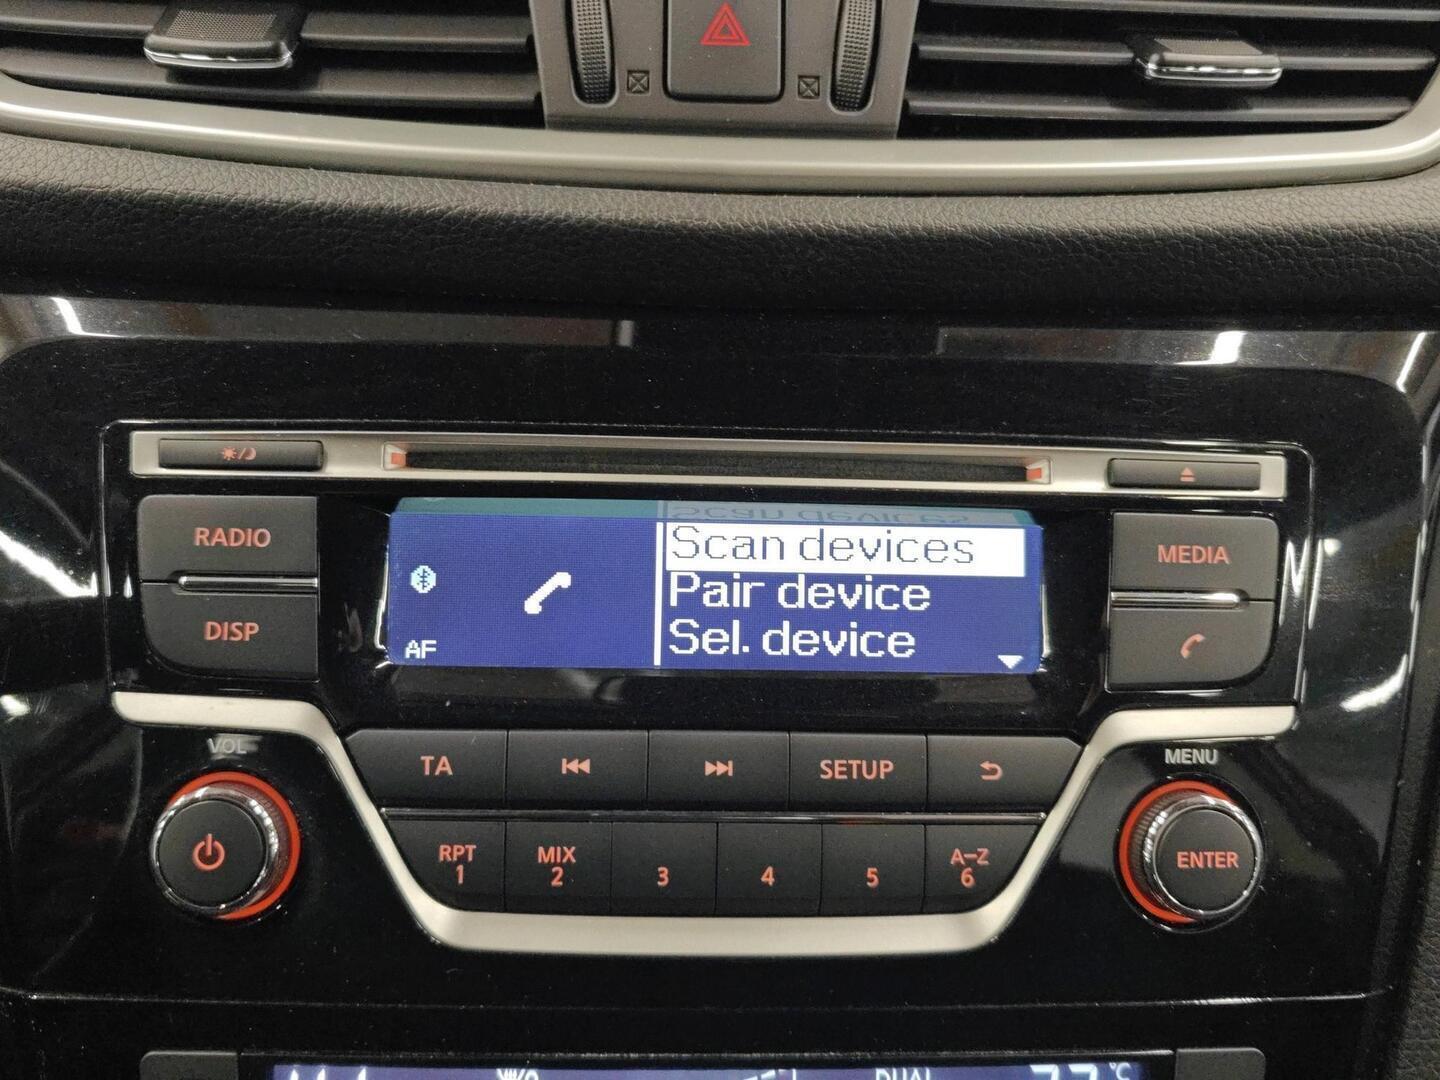 RADIO
DISP
AF
Scan devices
Pair device
Sel. device
MEDIA
VOL
TA
SETUP
MENU
RPT
1
MIX
2
3
4
5
A-Z
6
ENTER
DUAL
°C